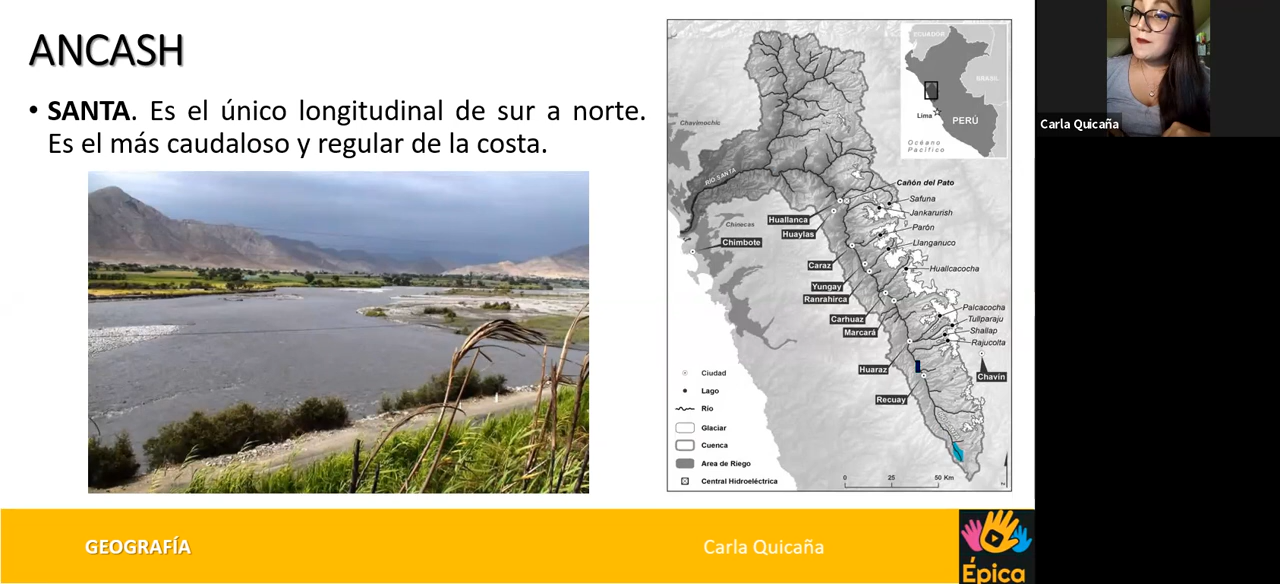 ANCASH
• SANTA. Es el único longitudinal de sur a norte.
Es el más caudaloso y regular de la costa.
ECUADOR
BRASIL
Lima
PERÚ
Océano
Pacífico
Chavimochic
RIO SANTA
Cañón del Pato
Safuna
Jankarurish
Huallanca
Parón
Chinecas
Huaylas
Llanganuco
Chimbote
Caraz
Huallcacocha
Yungay
Ranrahirca
Palcacocha
Carhuaz
Tullparaju
Marcará
Shallap
Rajucolta
Huaraz
Chavín
Recuay
Ciudad
Lago
Río
Glaciar
Cuenca
Area de Riego
Central Hidroeléctrica
0 25 50 Km
GEOGRAFÍA
Carla Quicaña
Épica
Carla Quicaña